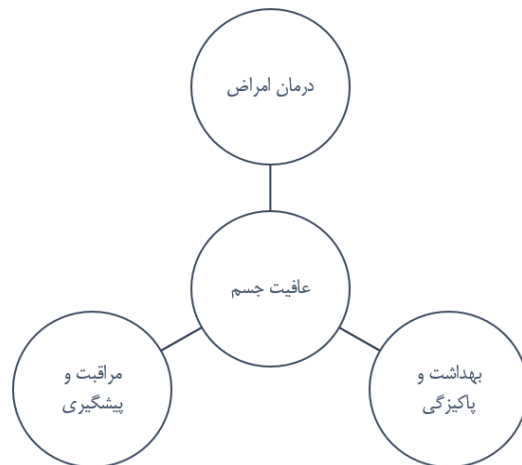 درمان امراض
عافیت جسم
بهداشت و
پاکیزگی
مراقبت و
پیشگیری